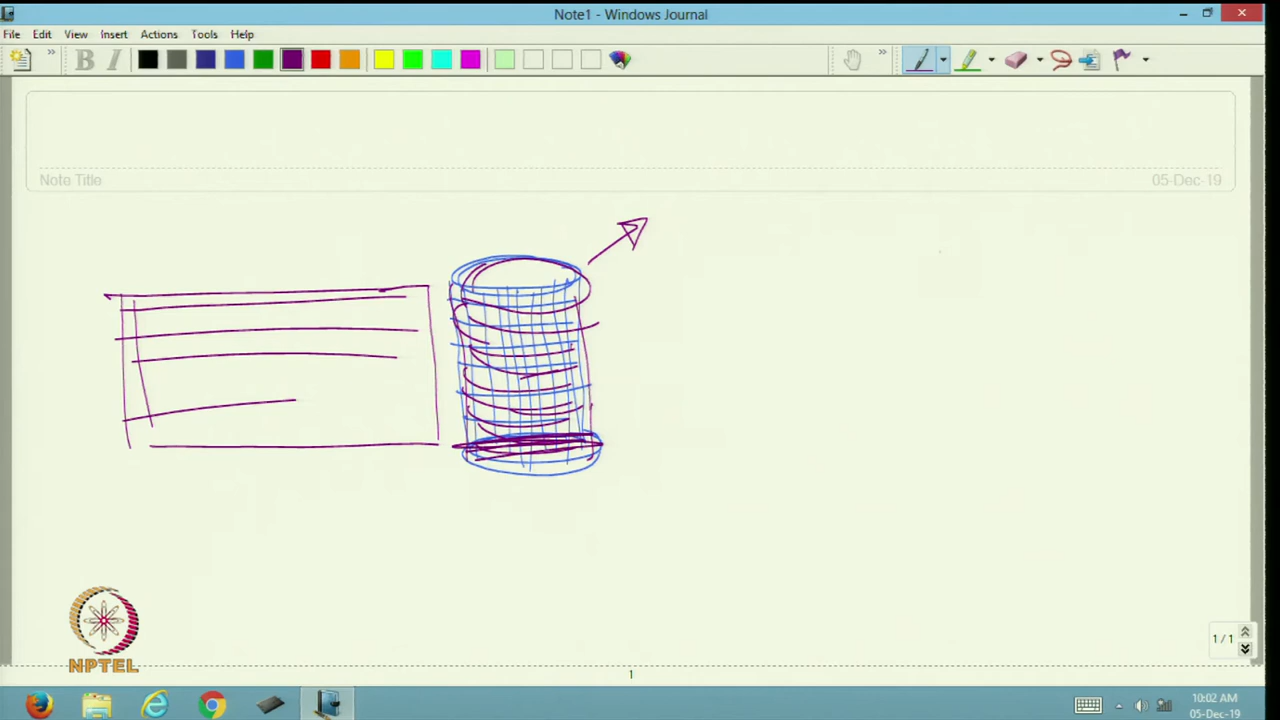 Note1 - Windows Journal
File Edit View Insert Actions Tools Help
B I
Note Title
05-Dec-19
NPTEL
1 / 1
1
10:02 AM
05-Dec-19